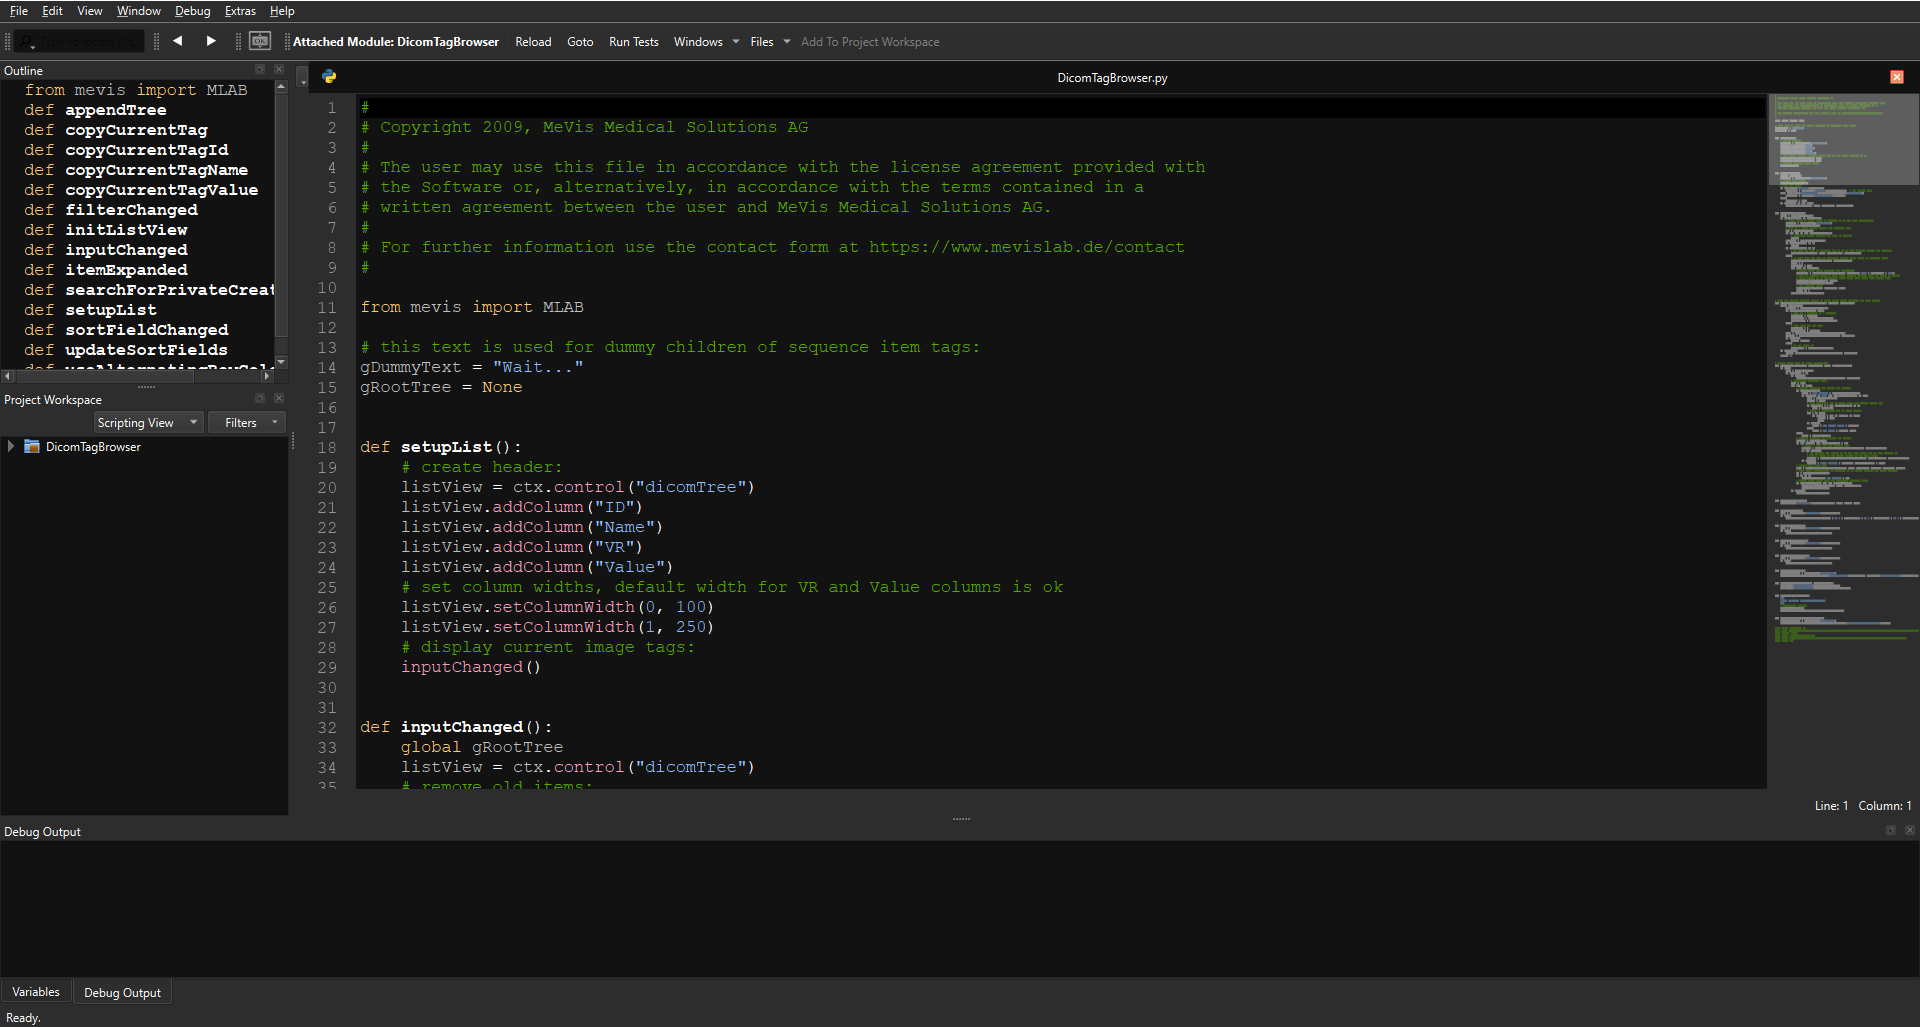 File Edit View Window Debug Extras Help
Attached Module: DicomTagBrowser Reload Goto Run Tests Windows Files Add To Project Workspace
Outline
from mevis import MLAB
def appendTree
def copyCurrentTag
def copyCurrentTagId
def copyCurrentTagName
def copyCurrentTagValue
def filterChanged
def initListView
def inputChanged
def itemExpanded
def searchForPrivateCreat
def setupList
def sortFieldChanged
def updateSortFields
Project Workspace
Scripting View Filters
DicomTagBrowser
DicomTagBrowser.py
1 #
2 # Copyright 2009, MeVis Medical Solutions AG
3 #
4 # The user may use this file in accordance with the license agreement provided with
5 # the Software or, alternatively, in accordance with the terms contained in a
6 # written agreement between the user and MeVis Medical Solutions AG.
7 #
8 # For further information use the contact form at https://www.mevislab.de/contact
9 #
10
11 from mevis import MLAB
12
13 # this text is used for dummy children of sequence item tags:
14 gDummyText = "Wait..."
15 gRootTree = None
16
17
18 def setupList():
19 # create header:
20 listView = ctx.control("dicomTree")
21 listView.addColumn("ID")
22 listView.addColumn("Name")
23 listView.addColumn("VR")
24 listView.addColumn("Value")
25 # set column widths, default width for VR and Value columns is ok
26 listView.setColumnWidth(0, 100)
27 listView.setColumnWidth(1, 250)
28 # display current image tags:
29 inputChanged()
30
31
32 def inputChanged():
33 global gRootTree
34 listView = ctx.control("dicomTree")
35 # remove old items:
Line: 1 Column: 1
Debug Output
Variables Debug Output
Ready.